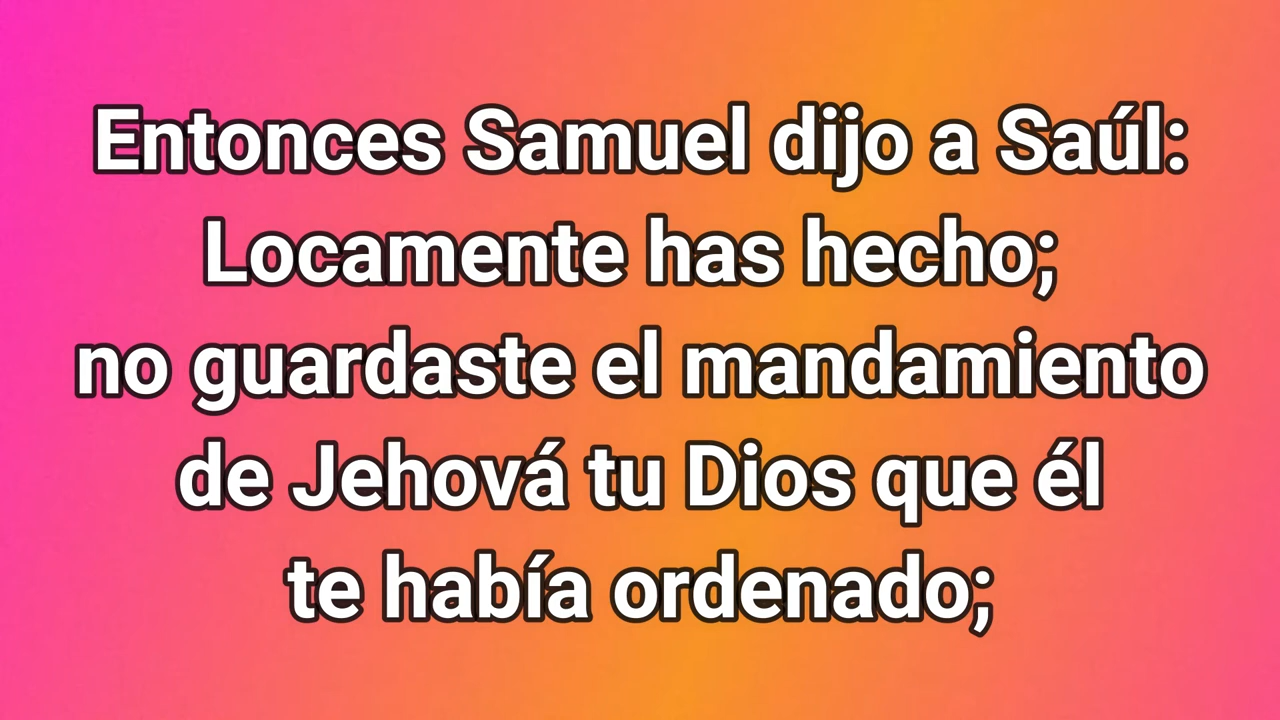 Entonces Samuel dijo a Saúl:
Locamente has hecho;
no guardaste el mandamiento
de Jehová tu Dios que él
te había ordenado;